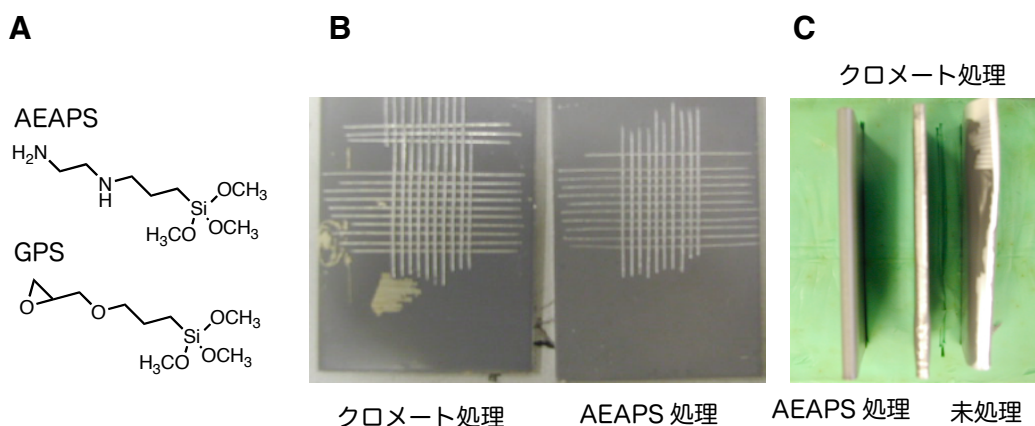 A
AEAPS
H₂N
N
H
Si
OCH₃
OCH₃
H₃CO
GPS
O
O
Si
OCH₃
OCH₃
H₃CO
B
クロメート処理
AEAPS 処理
C
クロメート処理
AEAPS 処理
未処理